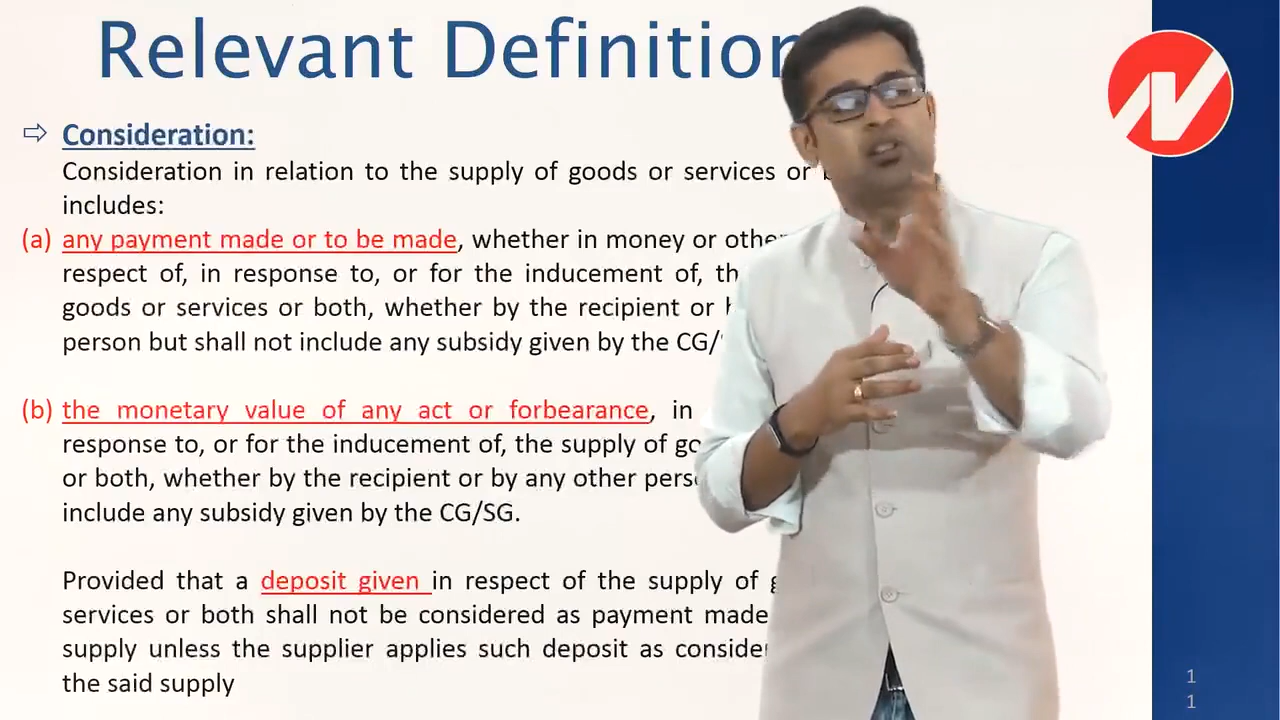 Relevant Definition
⇨ Consideration:
Consideration in relation to the supply of goods or services or
includes:
(a) any payment made or to be made, whether in money or
respect of, in response to, or for the inducement of,
goods or services or both, whether by the recipient or
person but shall not include any subsidy given by the CG/
(b) the monetary value of any act or forbearance, in
response to, or for the inducement of, the supply of
or both, whether by the recipient or by any other
include any subsidy given by the CG/SG.
Provided that a deposit given in respect of the supply of
services or both shall not be considered as payment made
supply unless the supplier applies such deposit as
the said supply
1
1